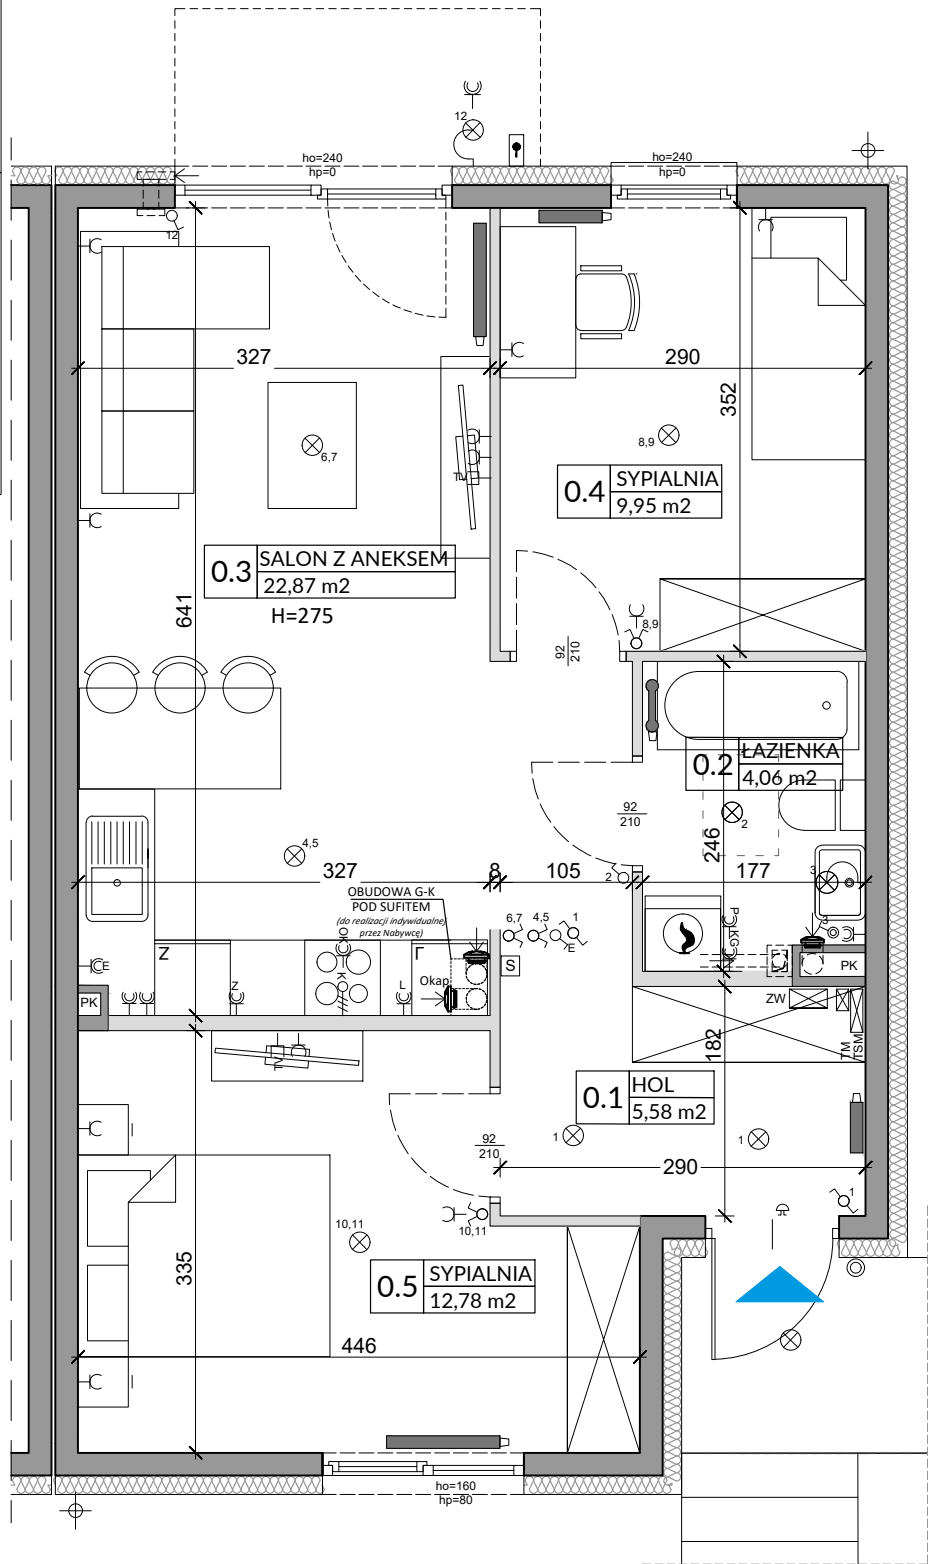 12
ho=240
hp=0
ho=240
hp=0
12
327
290
352
6,7
8,9
TV
0.4
SYPIALNIA
9,95 m2
0.3
SALON Z ANEKSEM
22,87 m2
H=275
641
8,9
92
210
0.2
ŁAZIENKA
4,06 m2
92
210
2
246
4,5
327
8
105
2
177
3
OBUDOWA G-K
POD SUFITEM
(do realizacji indywidualnej
przez Nabywcę)
6,7
4,5
1
E
3
P
KG
Z
OK
K
Okap
S
E
Z
L
PK
PK
ZW
TM
TSM
182
0.1
HOL
5,58 m2
1
1
92
210
290
1
10,11
10,11
335
0.5
SYPIALNIA
12,78 m2
446
ho=160
hp=80